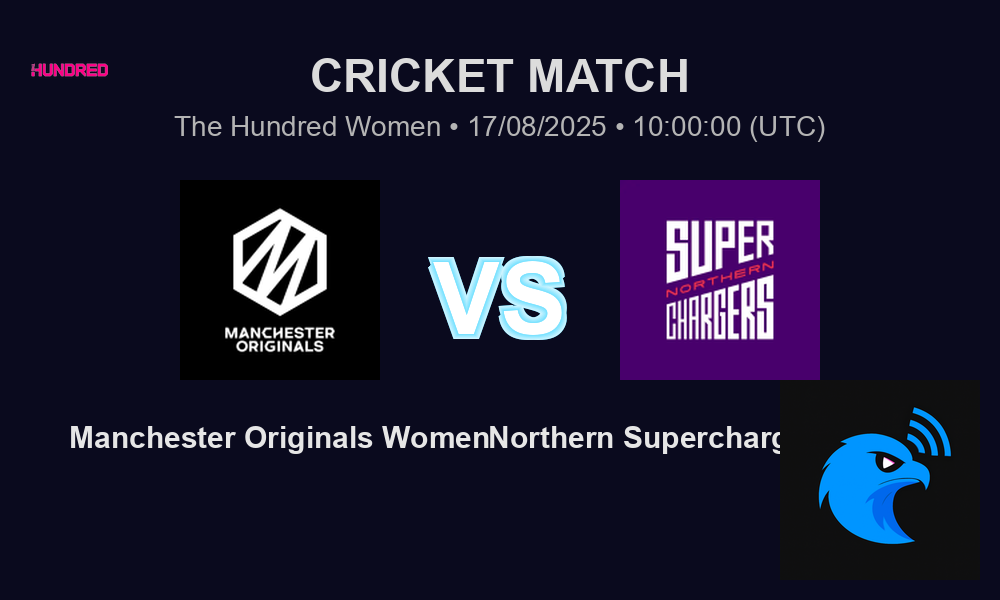 HUNDRED
CRICKET MATCH
The Hundred Women • 17/08/2025 • 10:00:00 (UTC)
MANCHESTER
ORIGINALS
VS
SUPER
NORTHERN
CHARGERS
Manchester Originals WomenNorthern Supercharg